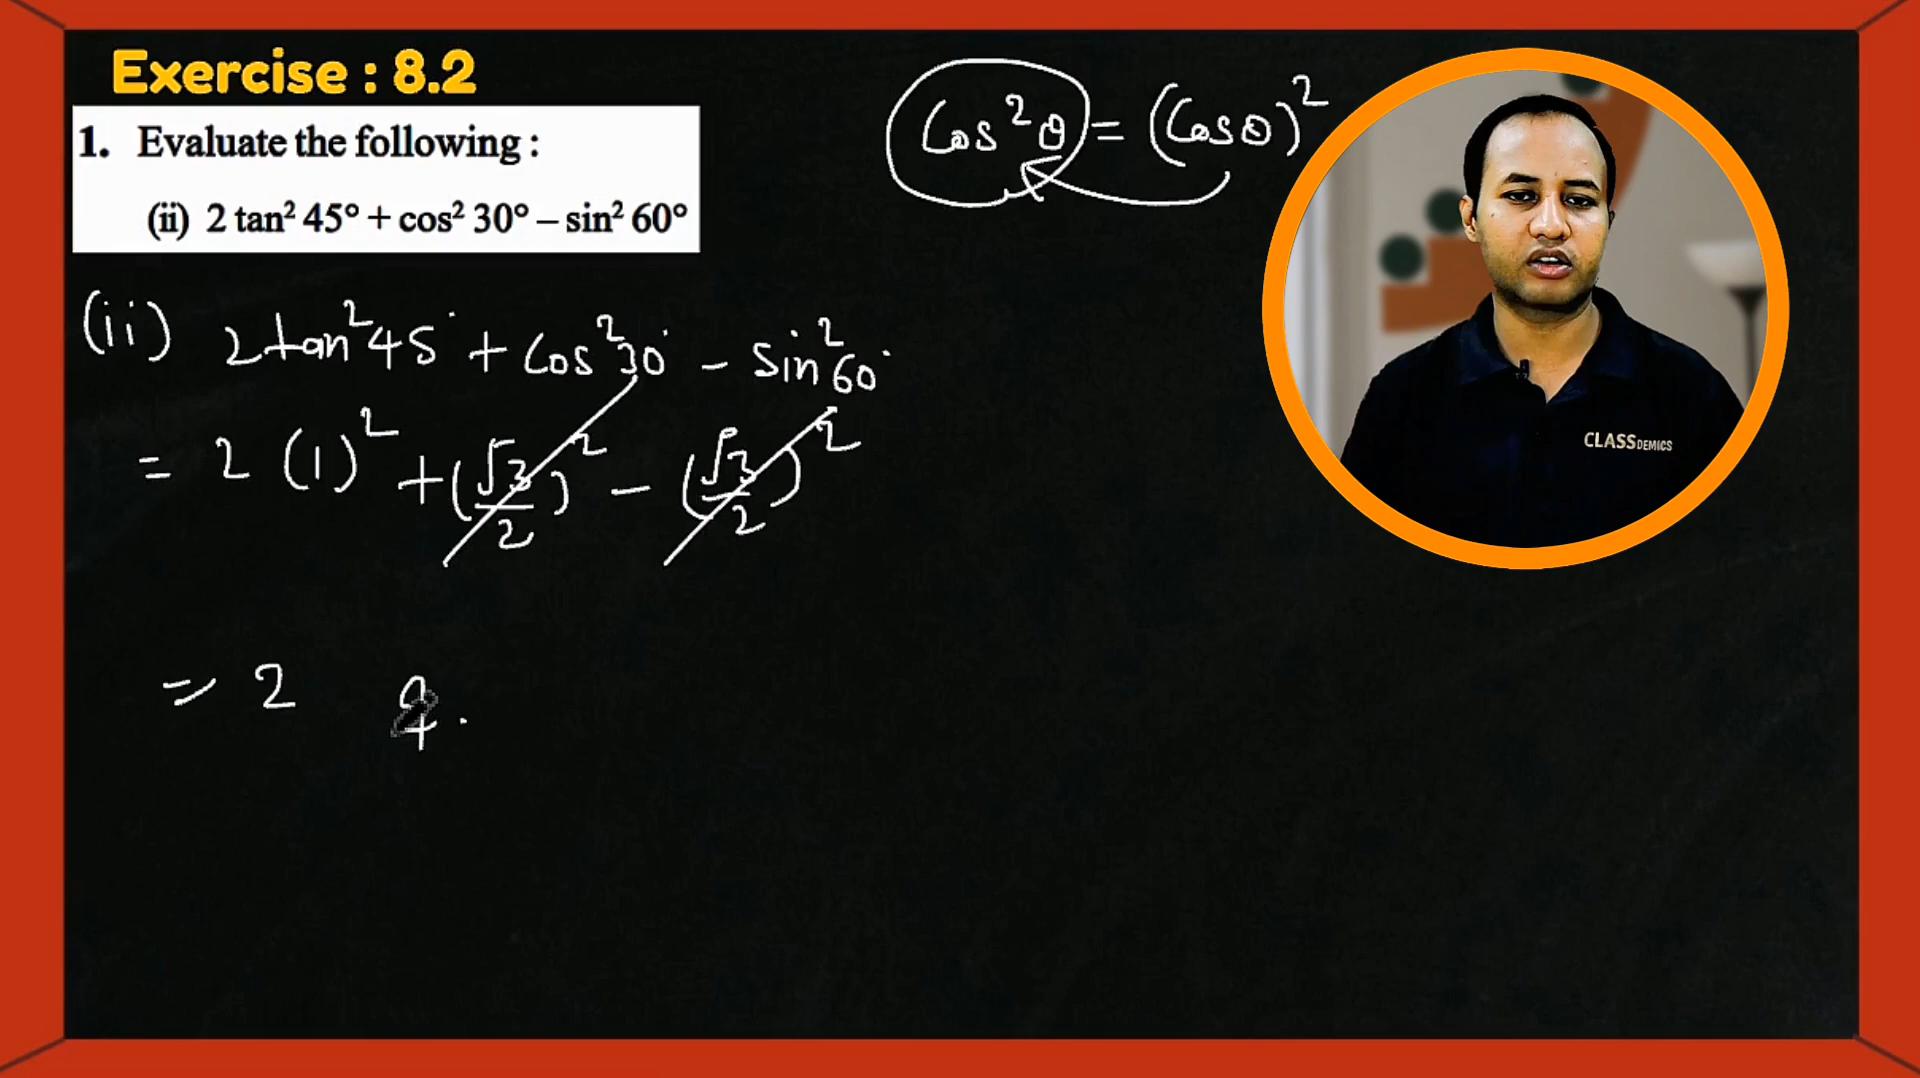 Exercise : 8.2
1. Evaluate the following :
(ii) 2 tan² 45° + cos² 30° – sin² 60°
Cos²θ = (Cosθ)²
(ii) 2tan²45° + Cos²30° - Sin²60°
= 2 (1)² + (√3/2)² - (√3/2)²
= 2
CLASSDEMICS